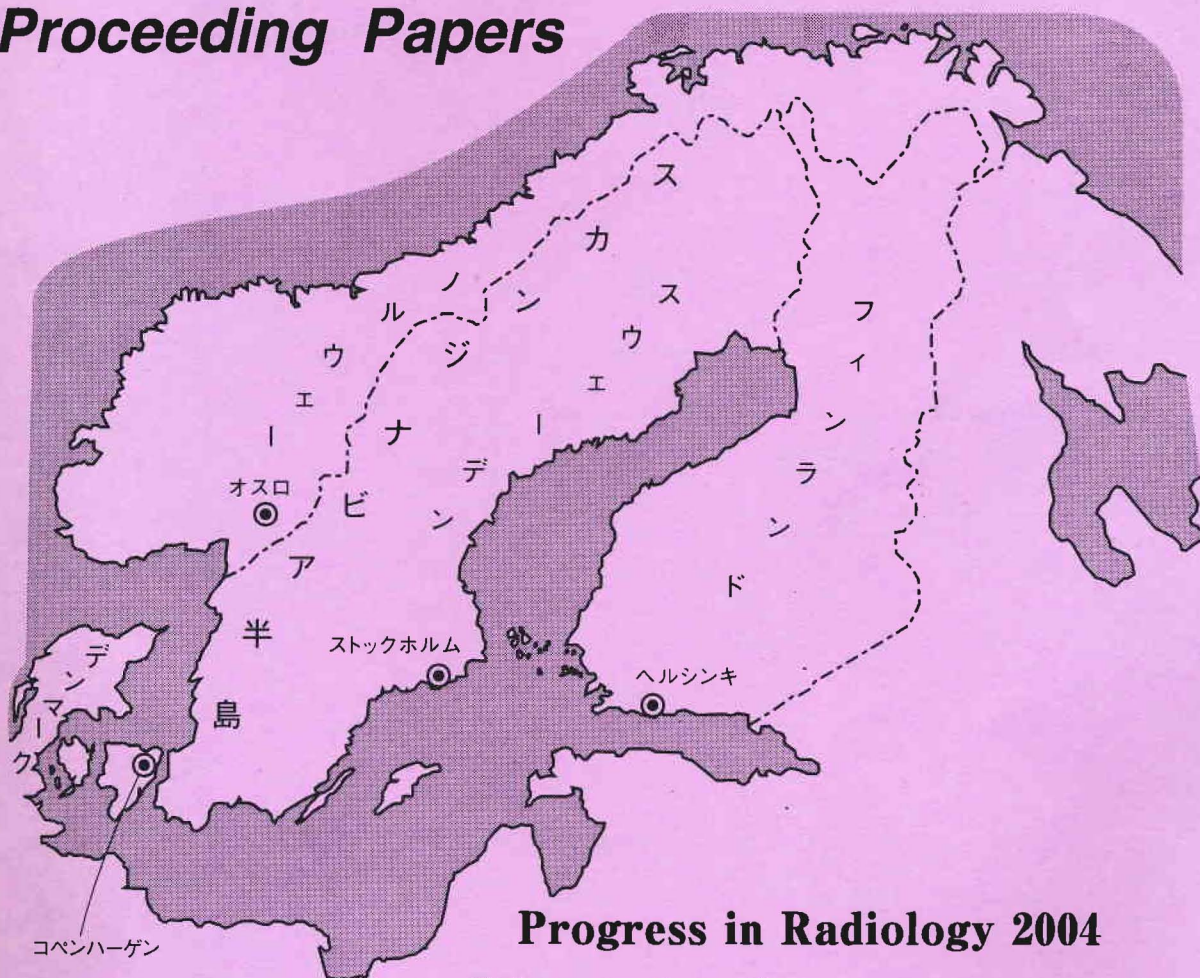 Proceeding Papers
スカンジナビア半島
ノルウェー
スウェーデン
フィンランド
オスロ
ストックホルム
ヘルシンキ
デンマーク
コペンハーゲン
Progress in Radiology 2004